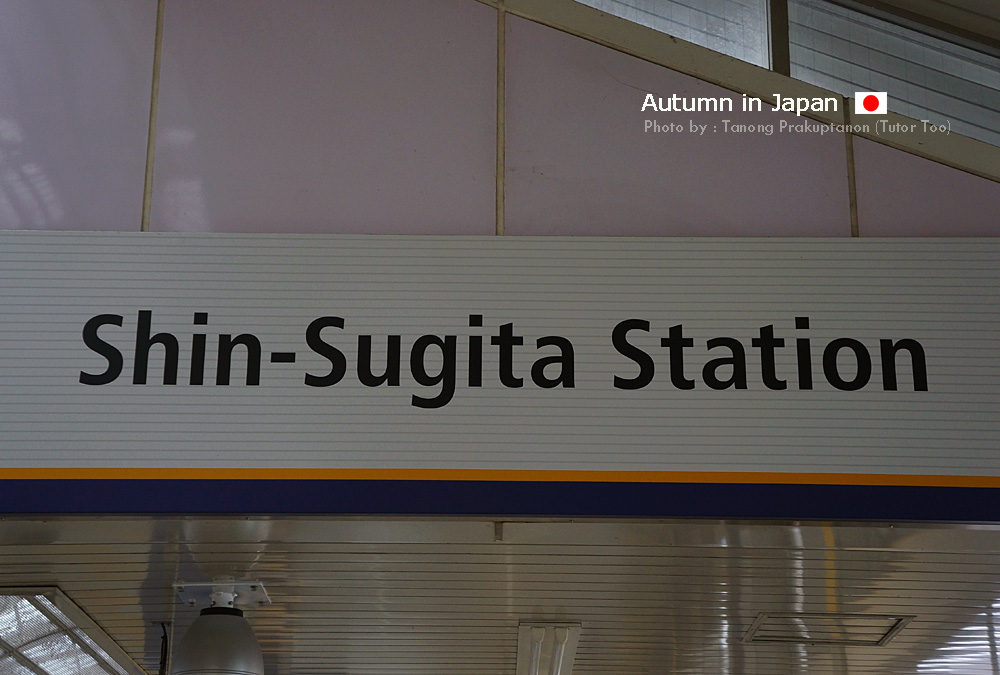 Autumn in Japan
Photo by : Tanong Prakuptanon (Tutor Too)
Shin-Sugita Station